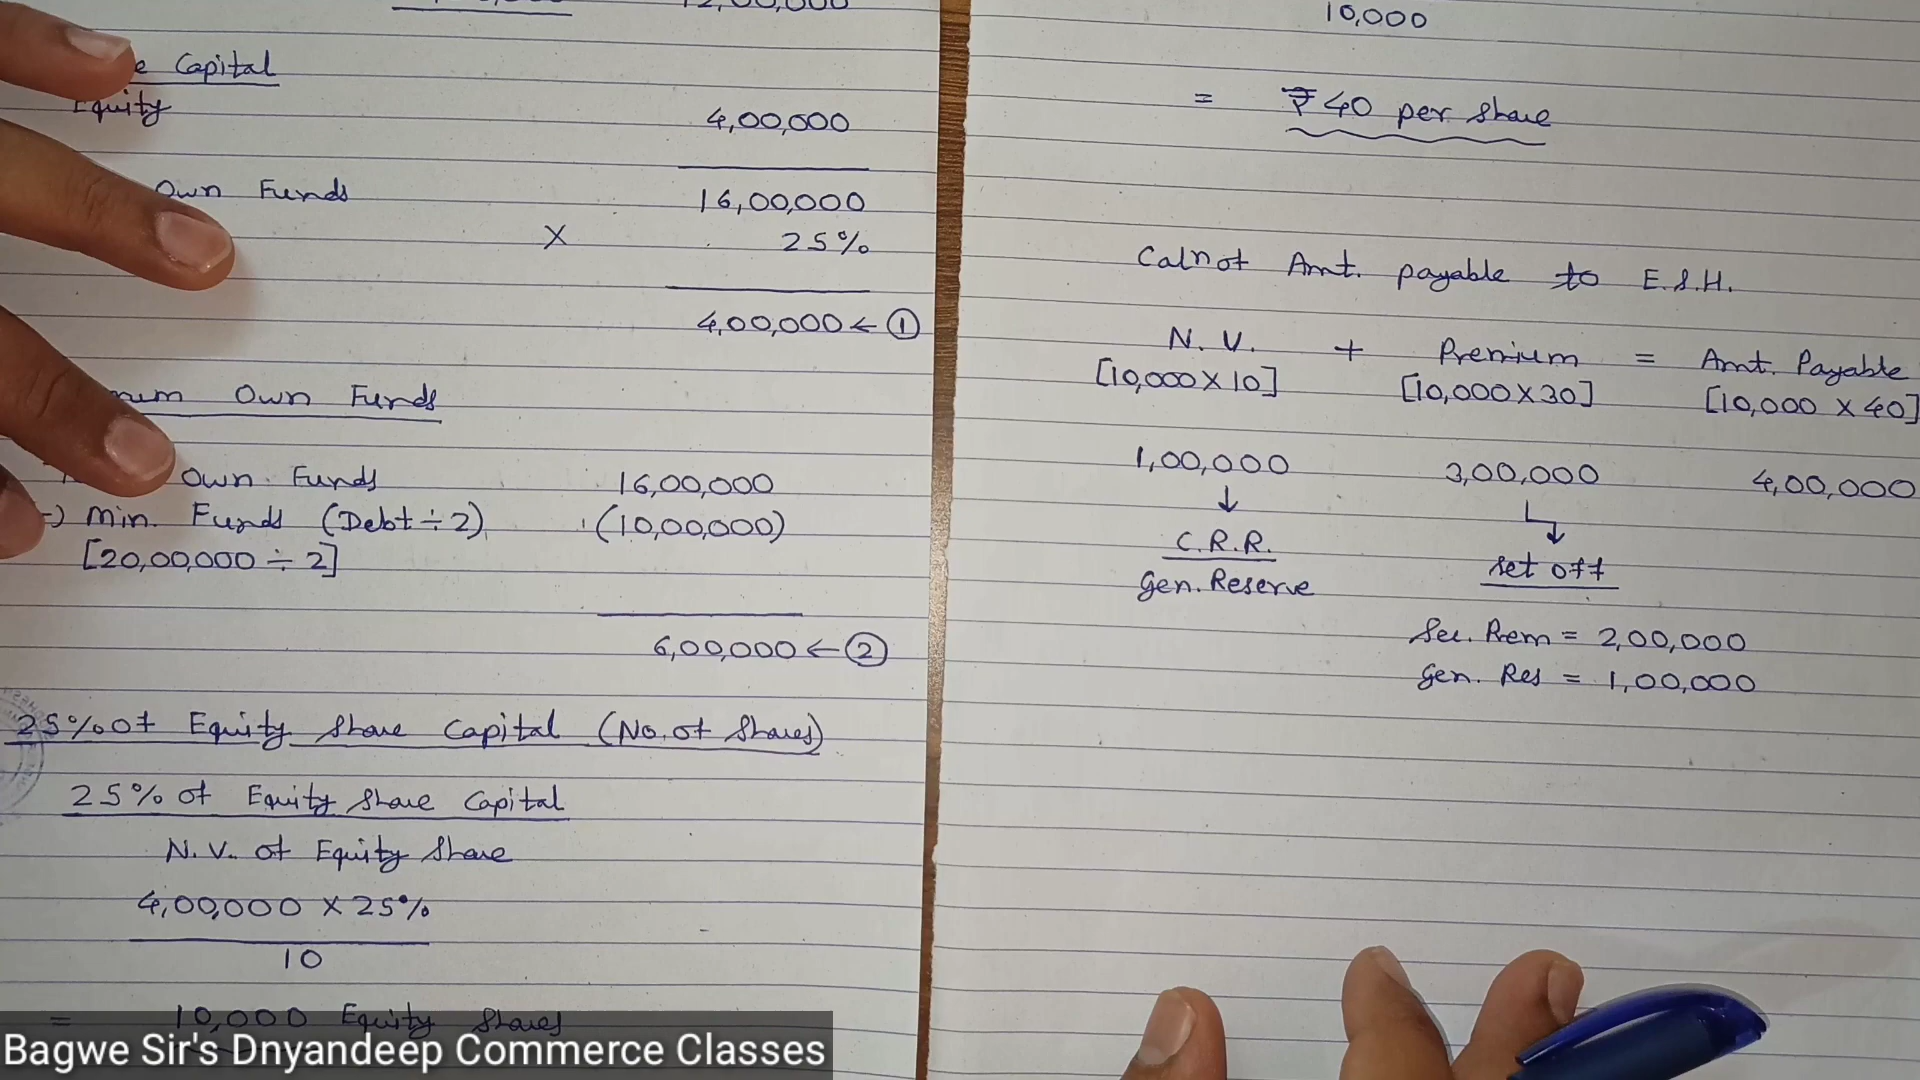 12,00,000
e Capital
Equity 4,00,000
Own Funds 16,00,000
X 25%
4,00,000 ← ①
mum Own Funds
Own Funds 16,00,000
(-) Min. Funds (Debt ÷ 2) (10,00,000)
[20,00,000 ÷ 2]
6,00,000 ← ②
25% of Equity Share Capital (No. of Shares)
25% of Equity Share Capital
N.V. of Equity Share
4,00,000 X 25%
10
= 10,000 Equity Shares
10,000
= ₹ 40 per share
Calnof Amt. payable to E.S.H.
N.V. + Premium = Amt. Payable
[10,000 X 10] [10,000 X 30] [10,000 X 40]
1,00,000 3,00,000 4,00,000
↓
C.R.R. set off
Gen. Reserve
Sec. Prem = 2,00,000
Gen. Res = 1,00,000
Bagwe Sir's Dnyandeep Commerce Classes